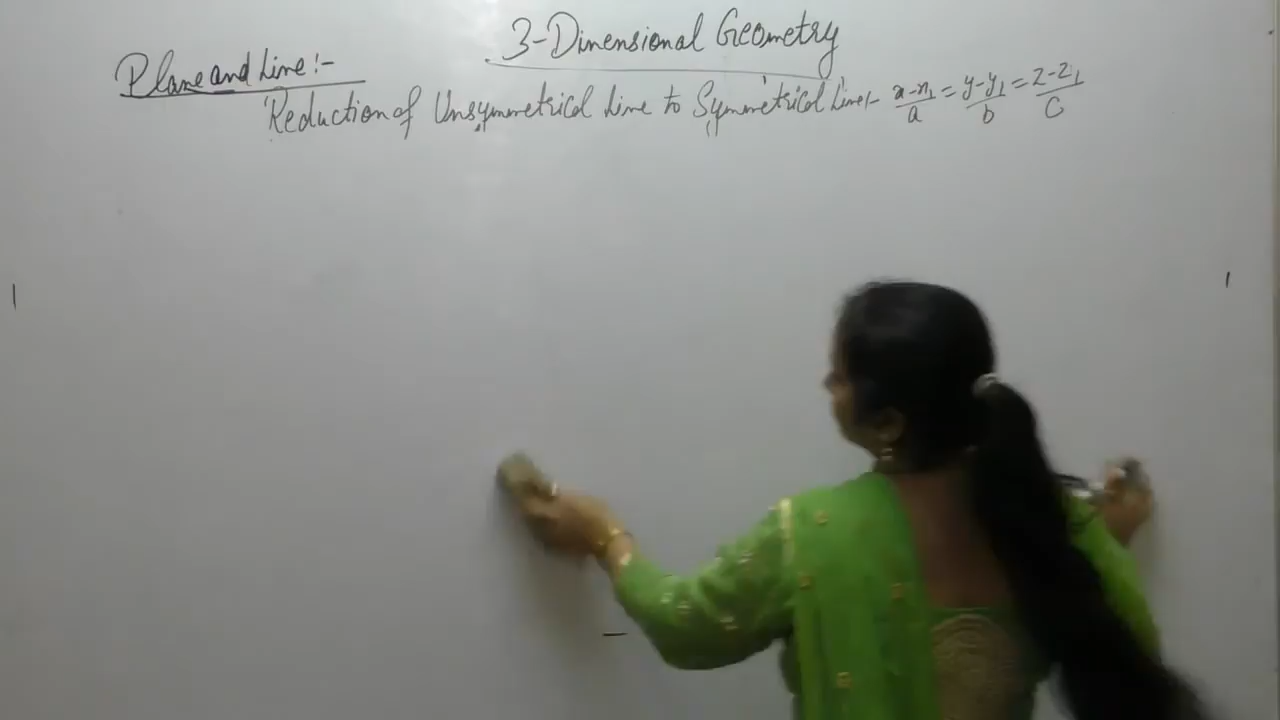 3-Dimensional Geometry
Plane and Line :-
Reduction of Unsymmetrical Line to Symmetrical Line:- x-x₁/a = y-y₁/b = z-z₁/c